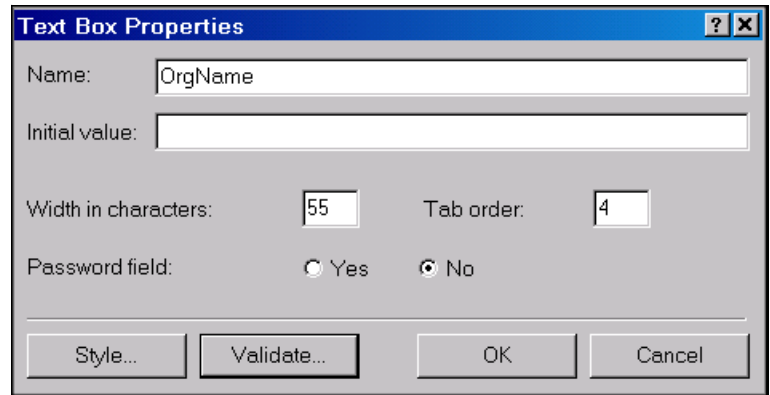 Text Box Properties
Name: OrgName
Initial value:
Width in characters: 55 Tab order: 4
Password field: Yes No
Style... Validate... OK Cancel